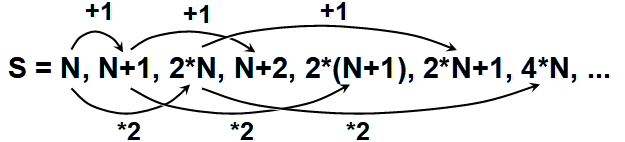 +1 +1 +1
S = N, N+1, 2*N, N+2, 2*(N+1), 2*N+1, 4*N, ...
*2 *2 *2